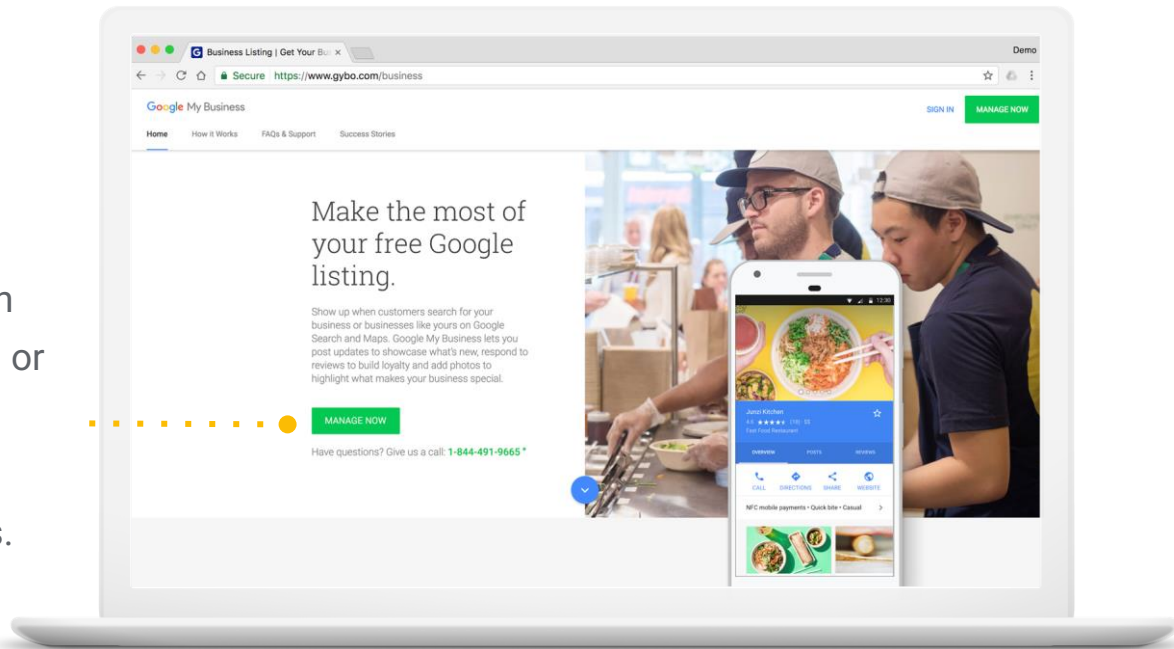 Business Listing | Get Your Bu
Demo
Secure https://www.gybo.com/business
Google My Business
SIGN IN
MANAGE NOW
Home How it Works FAQs & Support Success Stories
Make the most of
your free Google
listing.
Show up when customers search for your
business or businesses like yours on Google
Search and Maps. Google My Business lets you
post updates to showcase what's new, respond to
reviews to build loyalty and add photos to
highlight what makes your business special.
MANAGE NOW
Have questions? Give us a call: 1-844-491-9665 *
or
s.
12:30
Junzi Kitchen
Fast Food Restaurant
OVERVIEW POSTS REVIEWS
CALL DIRECTIONS SHARE WEBSITE
NFC mobile payments • Quick bite • Casual